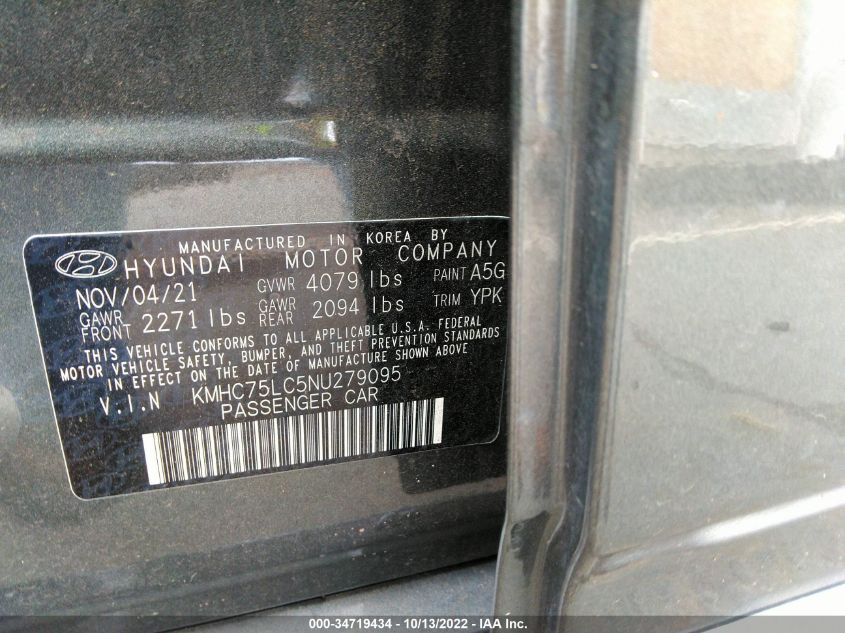 MANUFACTURED IN KOREA BY
HYUNDAI MOTOR COMPANY
NOV/04/21 GVWR 4079 lbs PAINT A5G
GAWR FRONT 2271 lbs GAWR REAR 2094 lbs TRIM YPK
THIS VEHICLE CONFORMS TO ALL APPLICABLE U.S.A. FEDERAL
MOTOR VEHICLE SAFETY, BUMPER, AND THEFT PREVENTION STANDARDS
IN EFFECT ON THE DATE OF MANUFACTURE SHOWN ABOVE
V.I.N KMHC75LC5NU279095
PASSENGER CAR
000-34719434 - 10/13/2022 - IAA Inc.